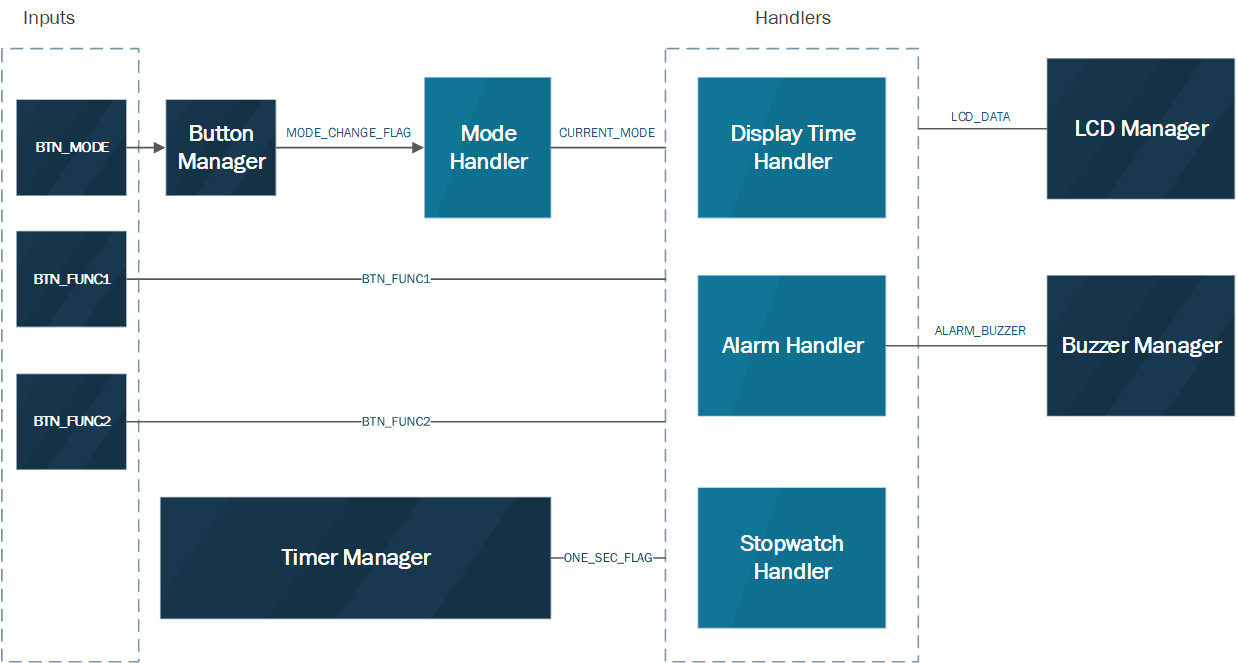 Inputs
Handlers
BTN_MODE
Button
Manager
MODE_CHANGE_FLAG
Mode
Handler
CURRENT_MODE
Display Time
Handler
LCD_DATA
LCD Manager
BTN_FUNC1
BTN_FUNC1
Alarm Handler
ALARM_BUZZER
Buzzer Manager
BTN_FUNC2
BTN_FUNC2
Timer Manager
ONE_SEC_FLAG
Stopwatch
Handler